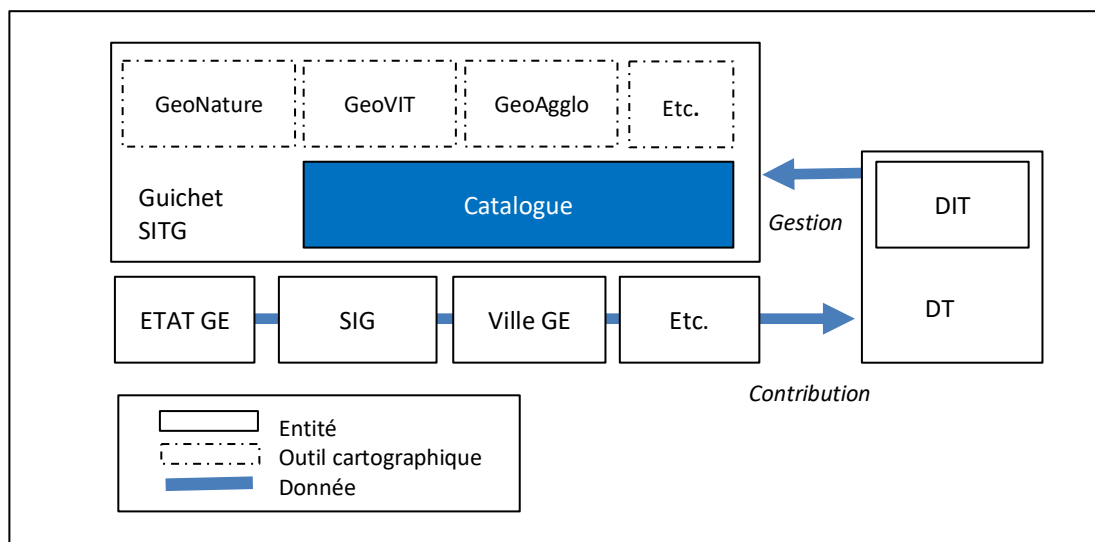 GeoNature
GeoVIT
GeoAgglo
Etc.
Guichet
SITG
Catalogue
Gestion
DIT
DT
ETAT GE
SIG
Ville GE
Etc.
Contribution
Entité
Outil cartographique
Donnée